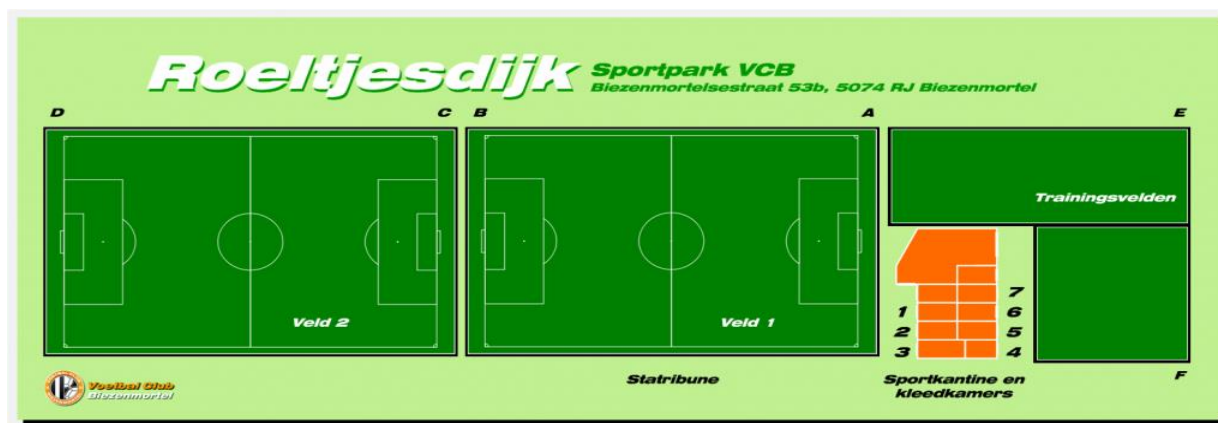 Roeltjesdijk
Sportpark VCB
Biezenmortelsestraat 53b, 5074 RJ Biezenmortel
D
C
B
A
E
Trainingsvelden
Veld 2
Veld 1
7
1
6
2
5
3
4
F
Voetbal Club
Biezenmortel
Statribune
Sportkantine en
kleedkamers